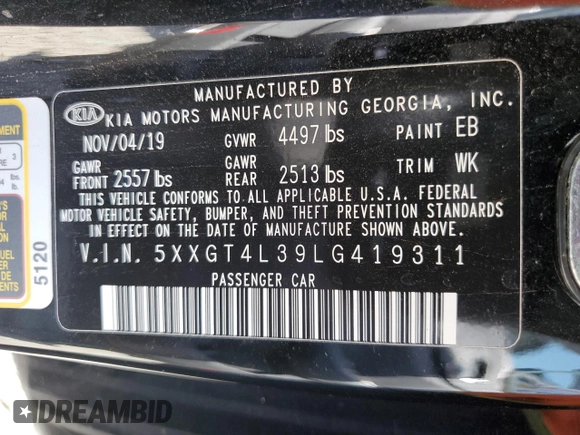 MANUFACTURED BY
KIA KIA MOTORS MANUFACTURING GEORGIA, INC.
NOV/04/19 GVWR 4497 lbs PAINT EB
GAWR FRONT 2557 lbs GAWR REAR 2513 lbs TRIM WK
THIS VEHICLE CONFORMS TO ALL APPLICABLE U.S.A. FEDERAL
MOTOR VEHICLE SAFETY, BUMPER, AND THEFT PREVENTION STANDARDS
IN EFFECT ON THE DATE OF MANUFACTURE SHOWN ABOVE.
V.I.N. 5XXGT4L39LG419311
PASSENGER CAR
5120
3
DREAMBID